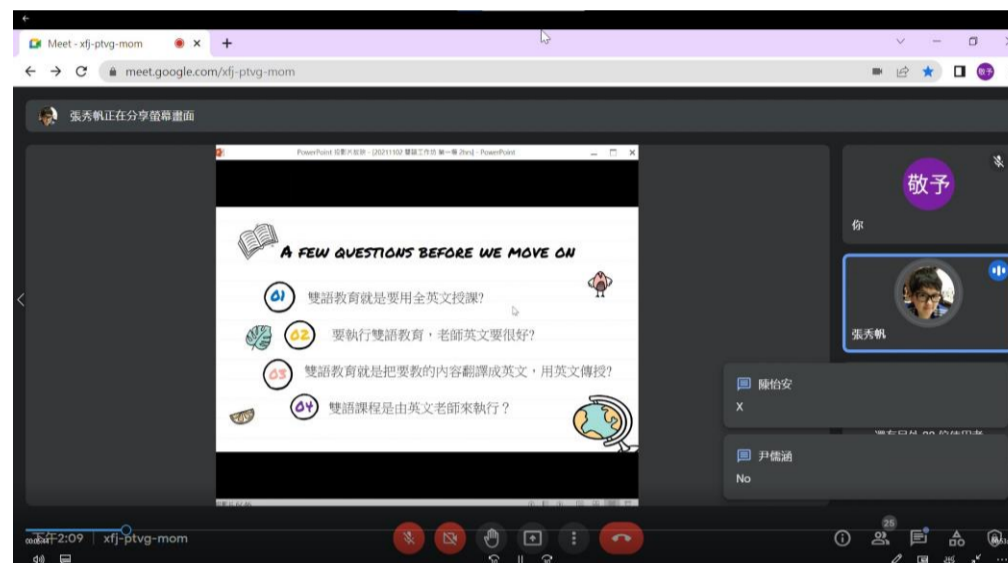 Meet - xfj-ptvg-mom
meet.google.com/xfj-ptvg-mom
敬予
張秀帆正在分享螢幕畫面
A FEW QUESTIONS BEFORE WE MOVE ON
01 雙語教育就是要用全英文授課?
02 要執行雙語教育，老師英文要很好?
03 雙語教育就是把要教的內容翻譯成英文，用英文傳授?
04 雙語課程是由英文老師來執行？
敬予
你
張秀帆
陳怡安
X
尹儒涵
No
下午2:09 | xfj-ptvg-mom
25